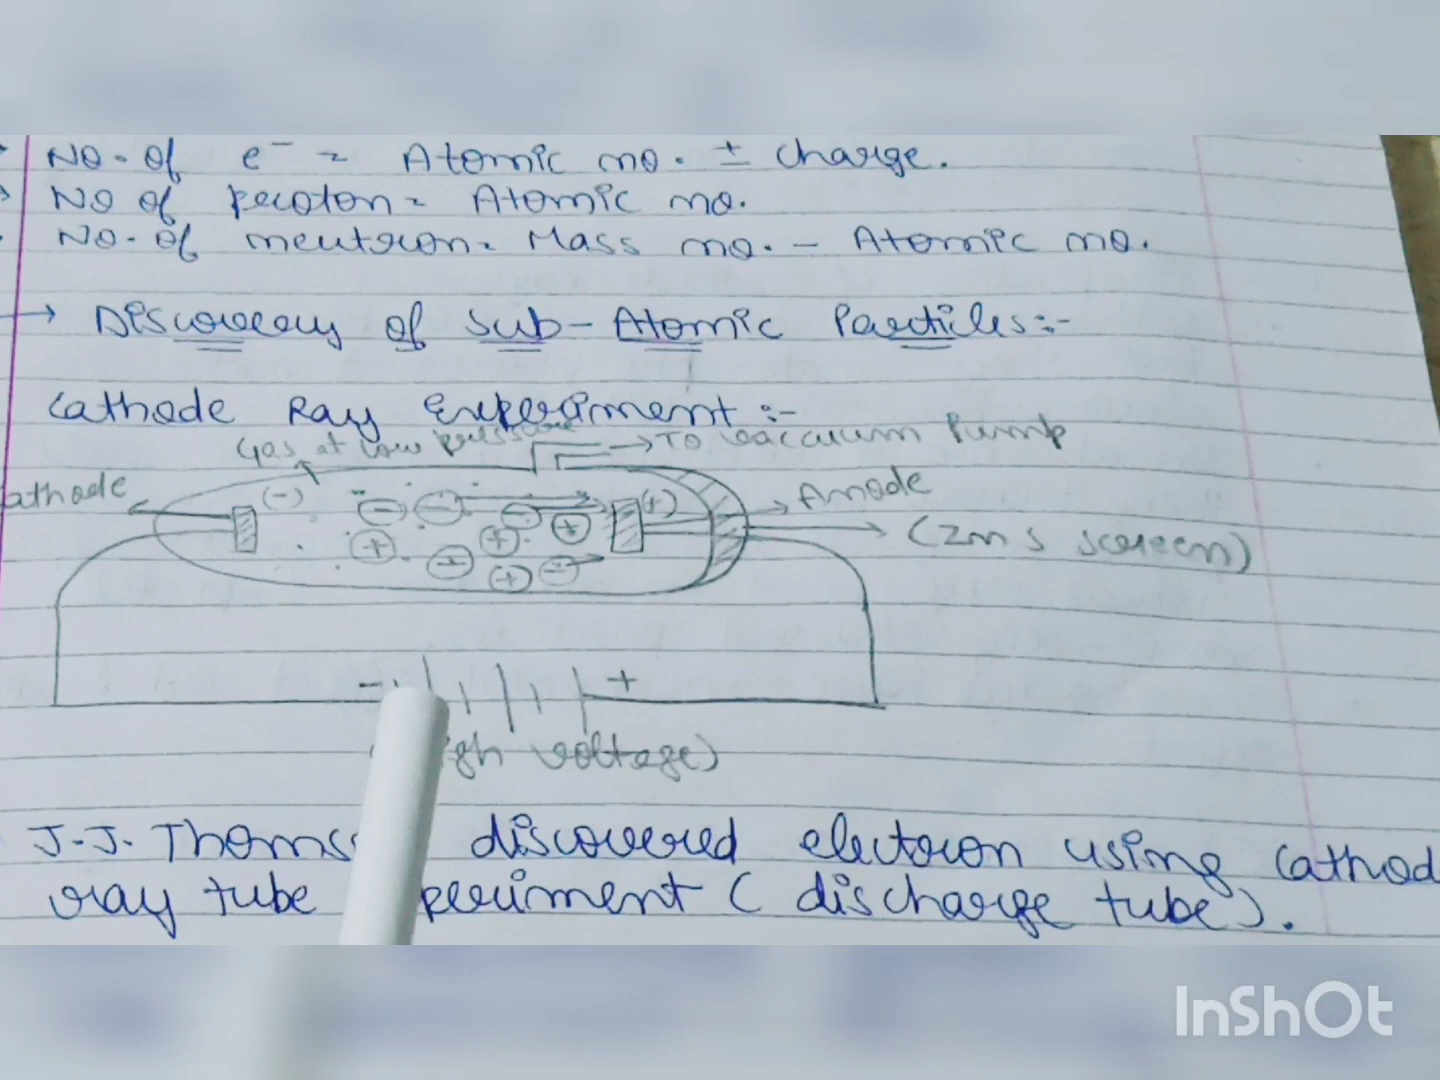 No. of e⁻ = Atomic no. ± charge.
→ No of proton = Atomic no.
No. of neutron = Mass no. - Atomic no.
→ Discovery of Sub-Atomic Particles:-
Cathode Ray Experiment:-
Gas at low pressure → To Vaccuum Pump
athode (-) (+) → Anode
→ (ZnS screen)
- +
igh voltage)
J.J. Thoms discovered electron using Cathod
ray tube periment (discharge tube).
InShOt